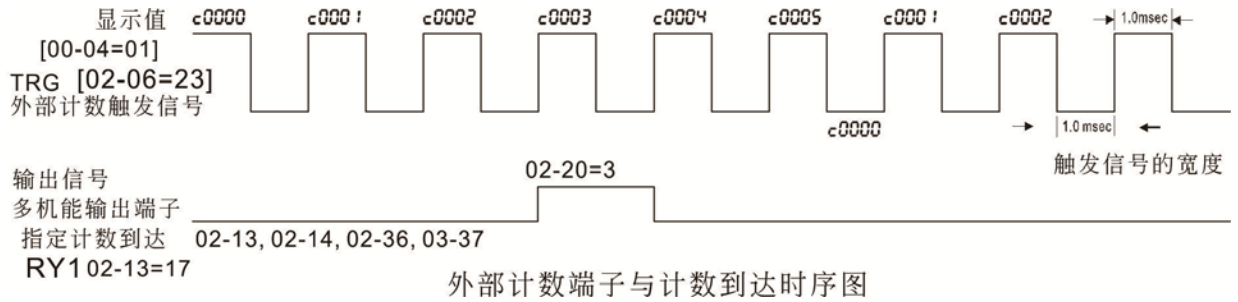 显示值 c0000 c0001 c0002 c0003 c0004 c0005 c0001 c0002 1.0msec
[00-04=01]
TRG [02-06=23]
外部计数触发信号
c0000 1.0 msec
触发信号的宽度
输出信号 02-20=3
多机能输出端子
指定计数到达 02-13, 02-14, 02-36, 03-37
RY1 02-13=17
外部计数端子与计数到达时序图